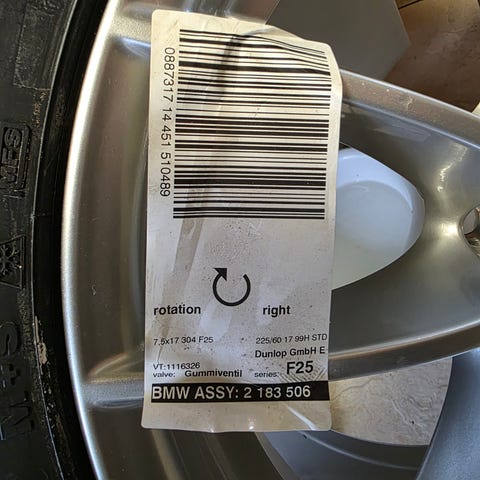 0887317 14 451 510489
rotation right
7.5x17 304 F25 225/60 17 99H STD
Dunlop GmbH E
VT:1116326
valve: Gummiventil series: F25
BMW ASSY: 2 183 506
MFS